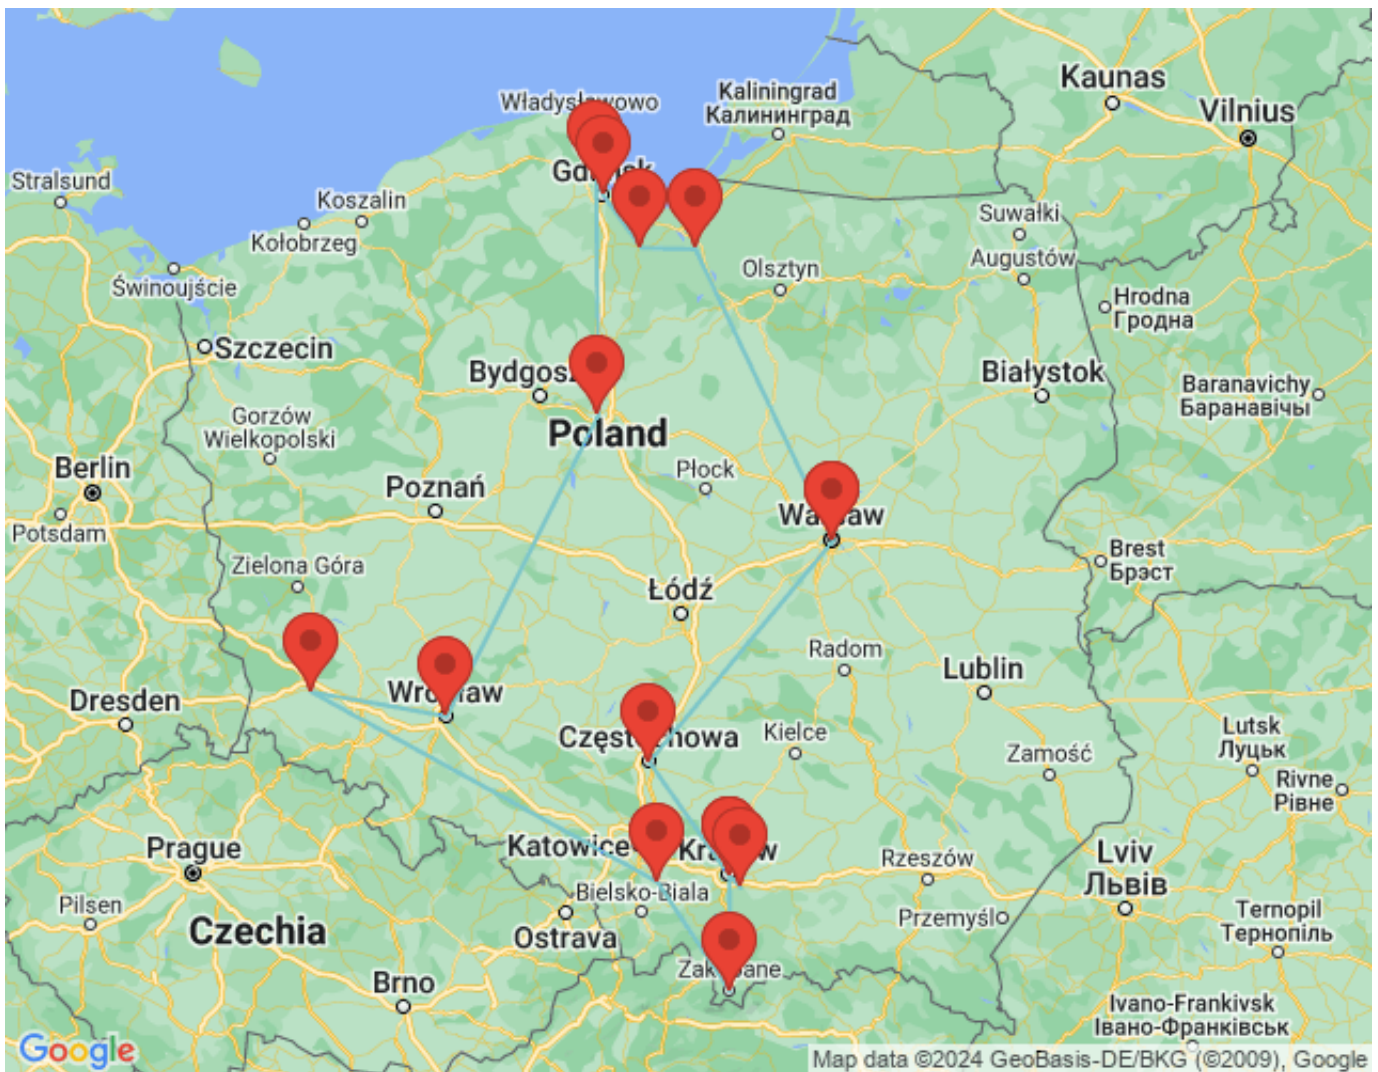 Kaunas
Vilnius
Kaliningrad
Калининград
Władysławowo
Stralsund
Koszalin
Kołobrzeg
Suwałki
Augustów
Olsztyn
Świnoujście
Hrodna
Гродна
Szczecin
Białystok
Baranavichy
Баранавічы
Gorzów
Wielkopolski
Poland
Berlin
Płock
Poznań
Potsdam
Brest
Брэст
Zielona Góra
Łódź
Radom
Lublin
Dresden
Kielce
Zamość
Lutsk
Луцьк
Rivne
Рівне
Prague
Katowice
Rzeszów
Lviv
Львів
Bielsko-Biala
Pilsen
Przemyśl
Ternopil
Тернопіль
Czechia
Ostrava
Brno
Ivano-Frankivsk
Івано-Франківськ
Google
Map data ©2024 GeoBasis-DE/BKG (©2009), Google